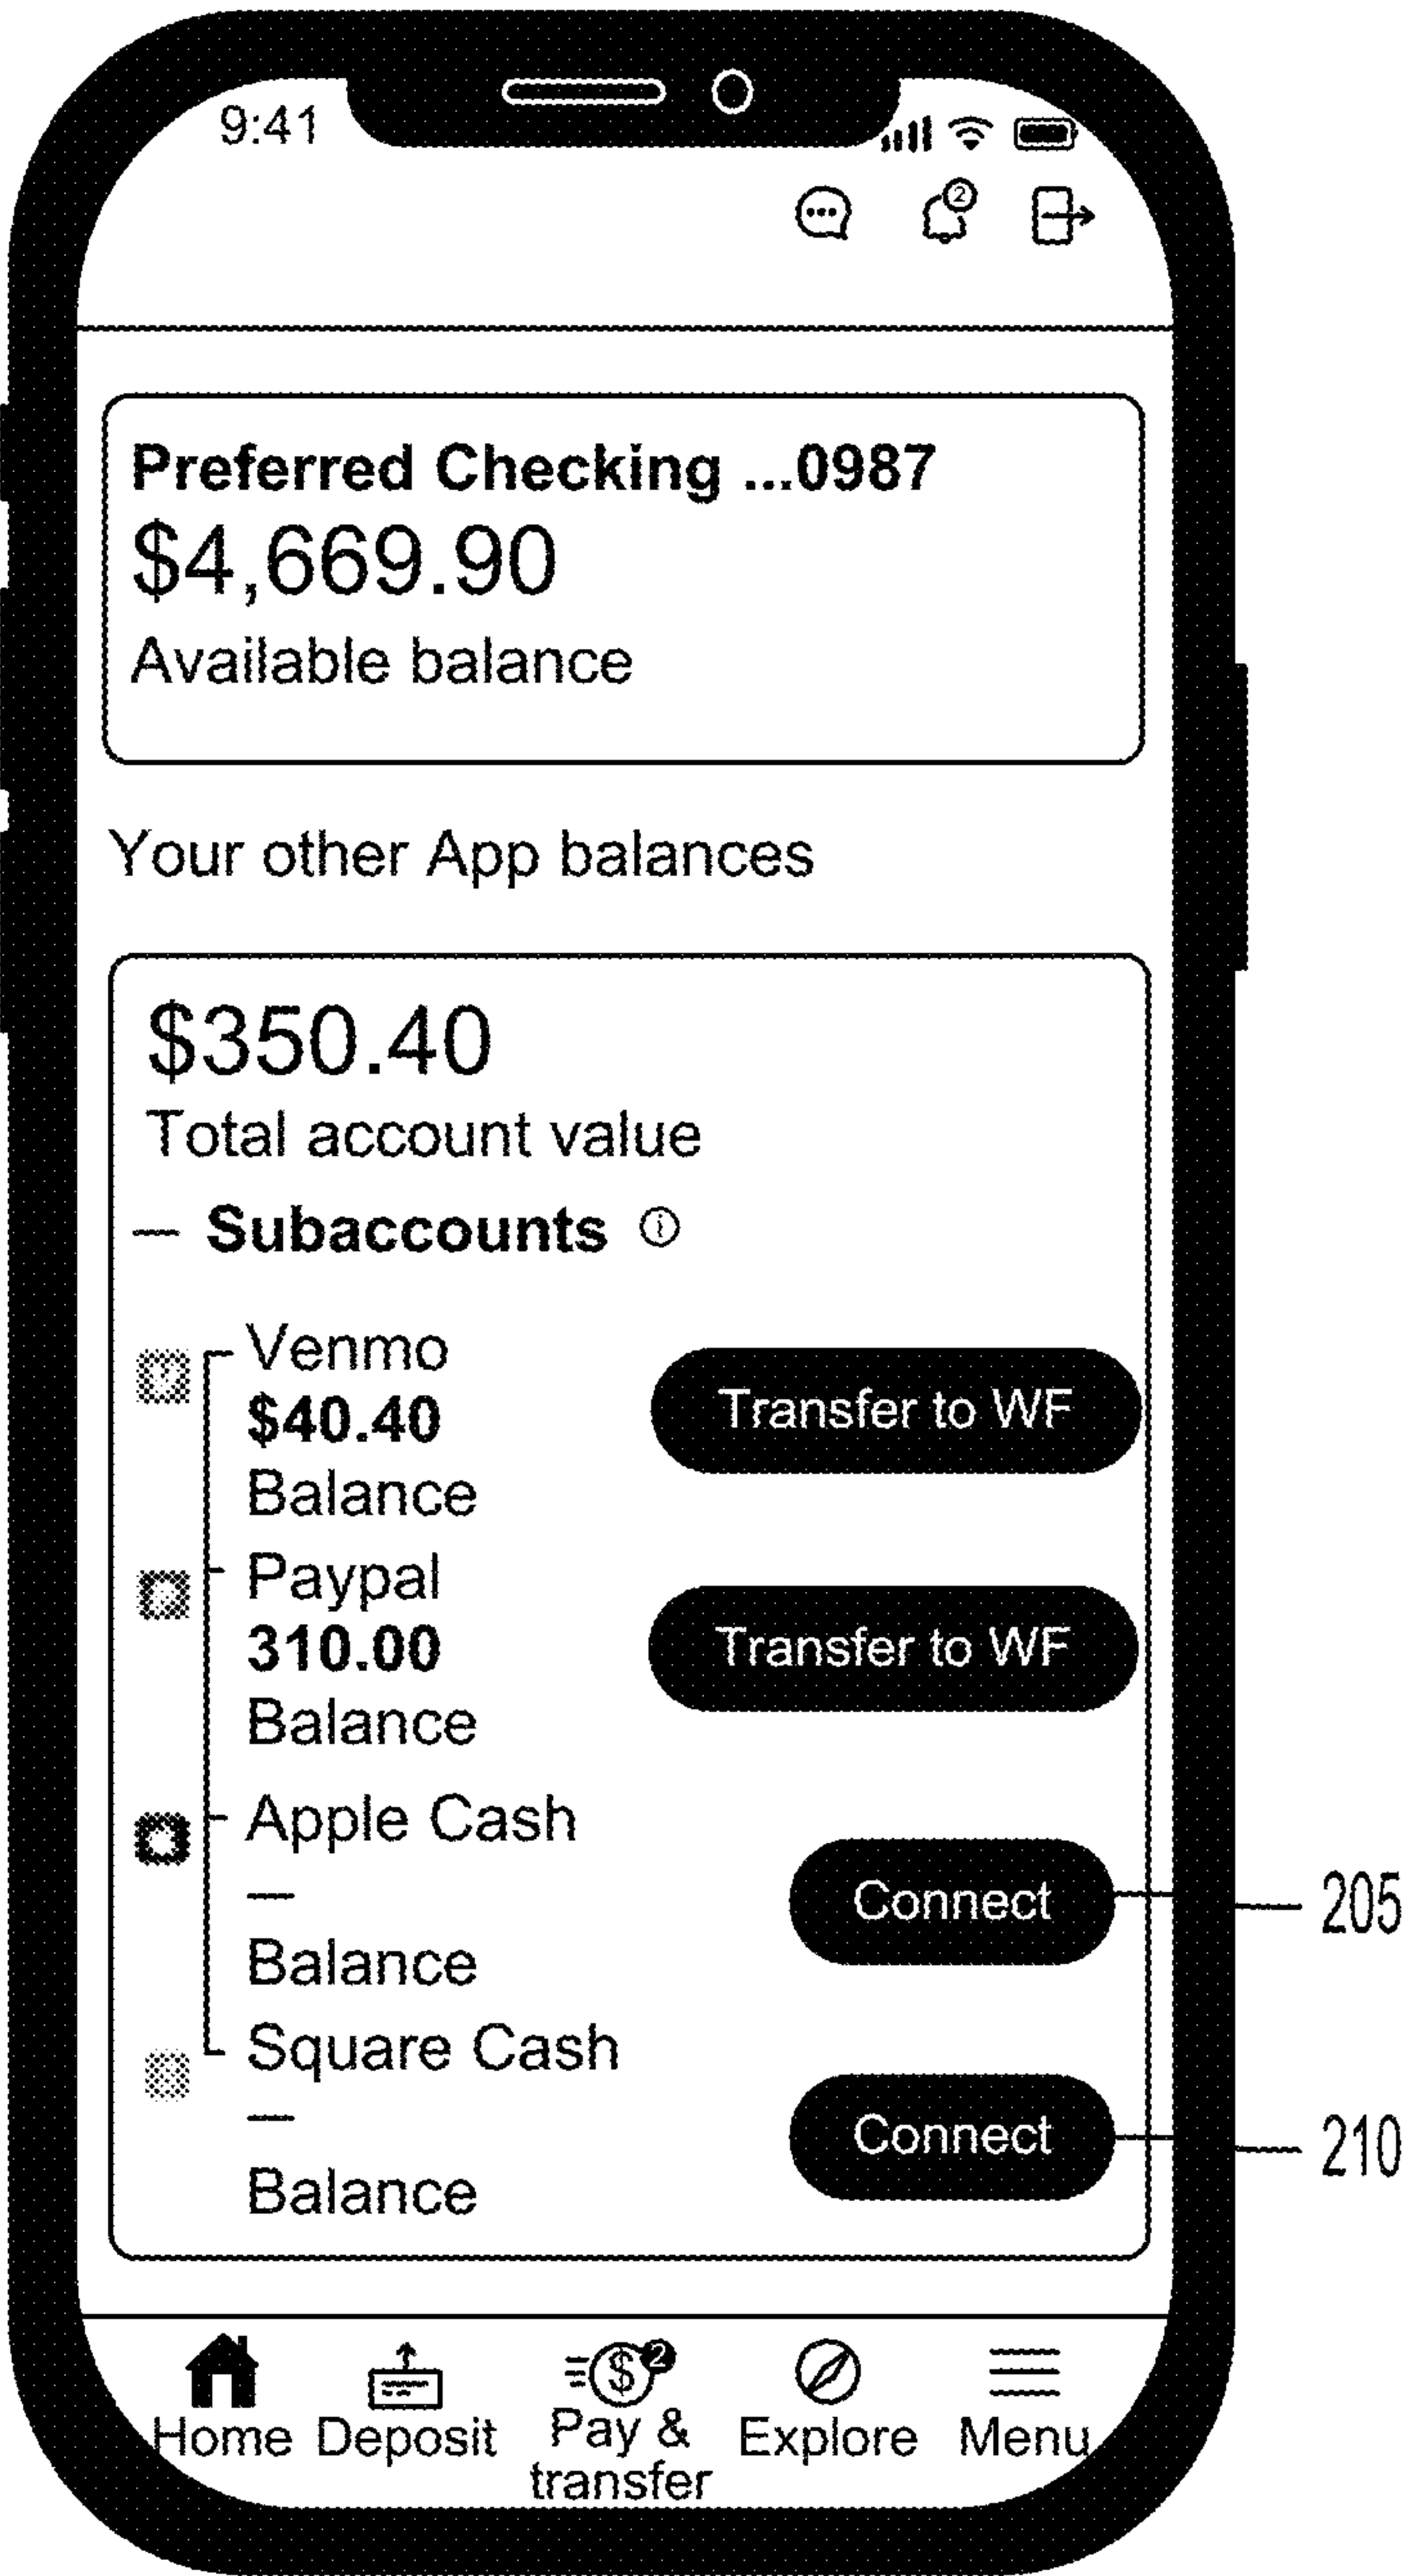 9:41
2
Preferred Checking ...0987
$4,669.90
Available balance
Your other App balances
$350.40
Total account value
— Subaccounts i
Venmo
$40.40
Balance
Transfer to WF
Paypal
310.00
Balance
Transfer to WF
Apple Cash
—
Balance
Connect
205
Square Cash
—
Balance
Connect
210
$ 2
Home
Deposit
Pay &
transfer
Explore
Menu